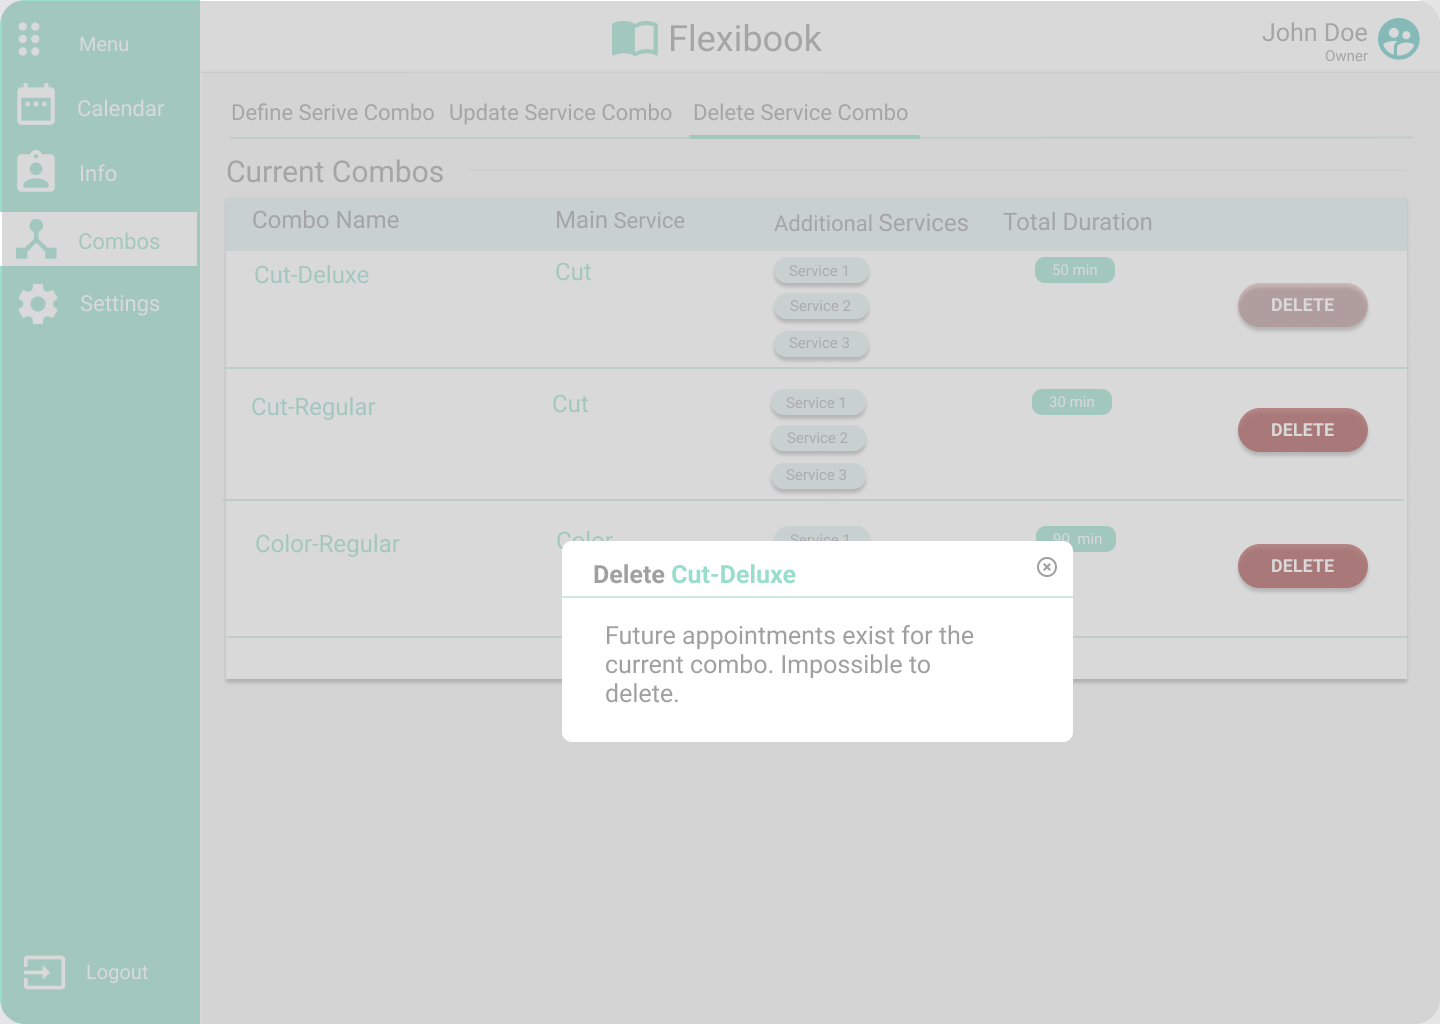 Menu
Calendar
Info
Combos
Settings
Logout
Flexibook
John Doe
Owner
Define Serive Combo Update Service Combo Delete Service Combo
Current Combos
Combo Name Main Service Additional Services Total Duration
Cut-Deluxe Cut Service 1 50 min
Service 2
Service 3
DELETE
Cut-Regular Cut Service 1 30 min
Service 2
Service 3
DELETE
Color-Regular Color Service 1 90 min
DELETE
Delete Cut-Deluxe
Future appointments exist for the
current combo. Impossible to
delete.